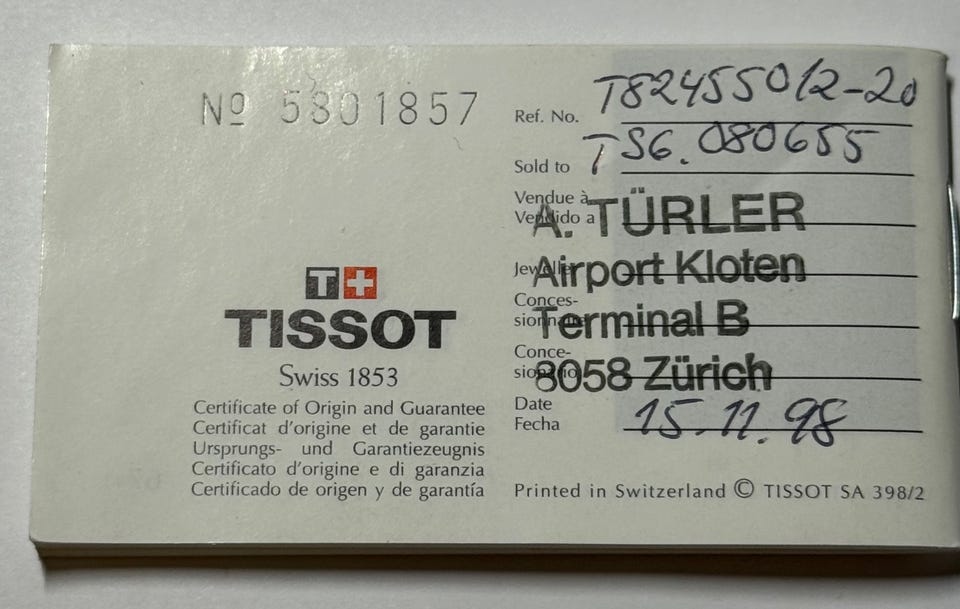 Nº 5801857
T
TISSOT
Swiss 1853
Certificate of Origin and Guarantee
Certificat d'origine et de garantie
Ursprungs- und Garantiezeugnis
Certificato d'origine e di garanzia
Certificado de origen y de garantía
Ref. No. T82455012-20
Sold to TS6.080655
Vendue à
Vendido a
A. TÜRLER
Jeweller
Airport Kloten
Conces-
sionnaire
Terminal B
Conce-
sionario
8058 Zürich
Date
Fecha
15.11.98
Printed in Switzerland © TISSOT SA 398/2